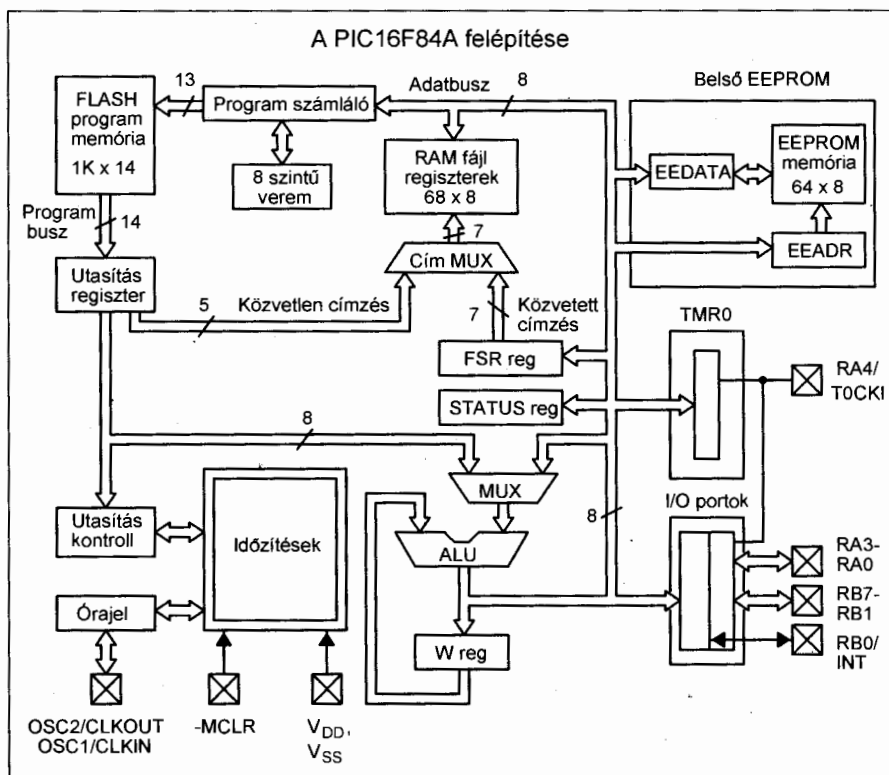 A PIC16F84A felépítése
FLASH
program
memória
1K x 14
13
Program számláló
Adatbusz
8
Belső EEPROM
8 szintű
verem
RAM fájl
regiszterek
68 x 8
EEDATA
EEPROM
memória
64 x 8
EEADR
Program
busz
14
7
Cím MUX
Utasítás
regiszter
5
Közvetlen címzés
7
Közvetett
címzés
TMR0
FSR reg
RA4/
T0CKI
STATUS reg
8
MUX
8
I/O portok
Utasítás
kontroll
Időzítések
ALU
RA3-
RA0
RB7-
RB1
Órajel
W reg
RB0/
INT
OSC2/CLKOUT
OSC1/CLKIN
-MCLR
VDD,
VSS